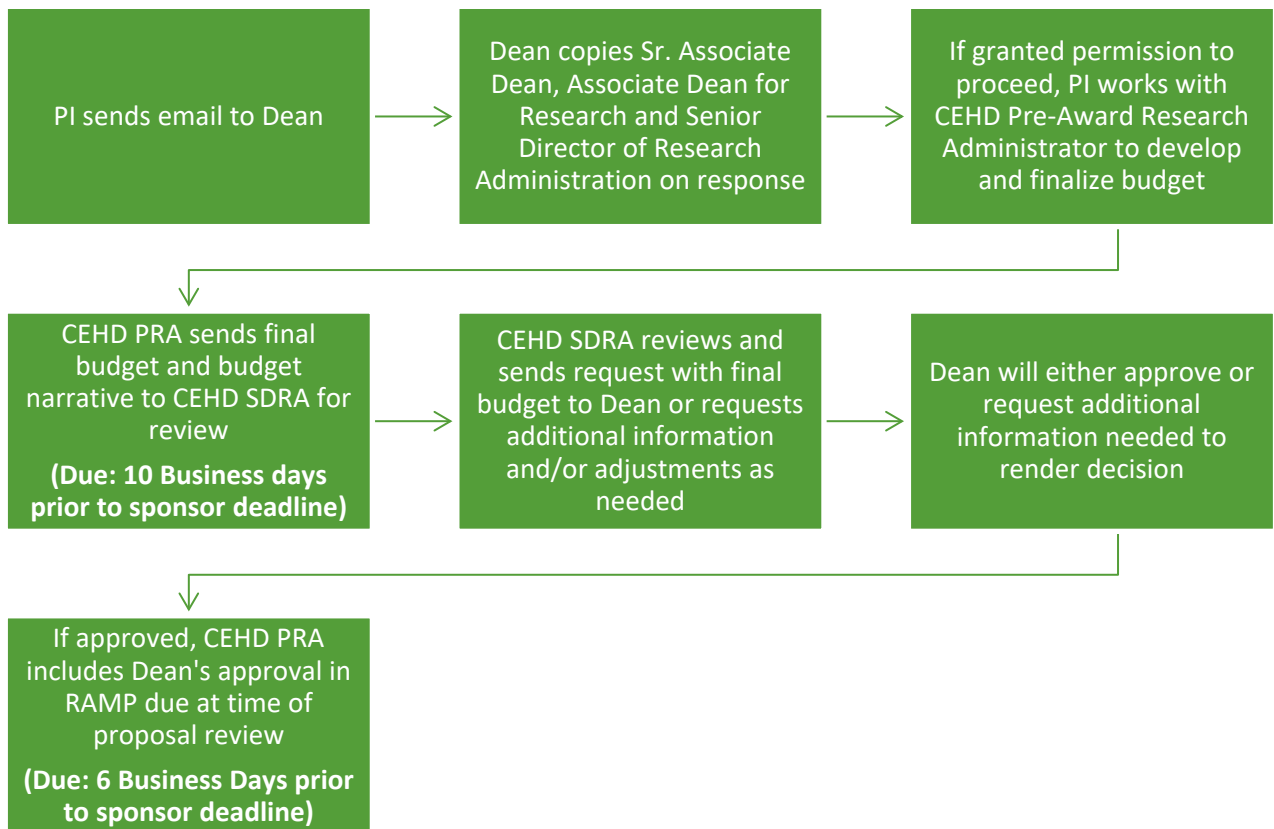 PI sends email to Dean
Dean copies Sr. Associate
Dean, Associate Dean for
Research and Senior
Director of Research
Administration on response
If granted permission to
proceed, PI works with
CEHD Pre-Award Research
Administrator to develop
and finalize budget
CEHD PRA sends final
budget and budget
narrative to CEHD SDRA for
review
(Due: 10 Business days
prior to sponsor deadline)
CEHD SDRA reviews and
sends request with final
budget to Dean or requests
additional information
and/or adjustments as
needed
Dean will either approve or
request additional
information needed to
render decision
If approved, CEHD PRA
includes Dean's approval in
RAMP due at time of
proposal review
(Due: 6 Business Days prior
to sponsor deadline)